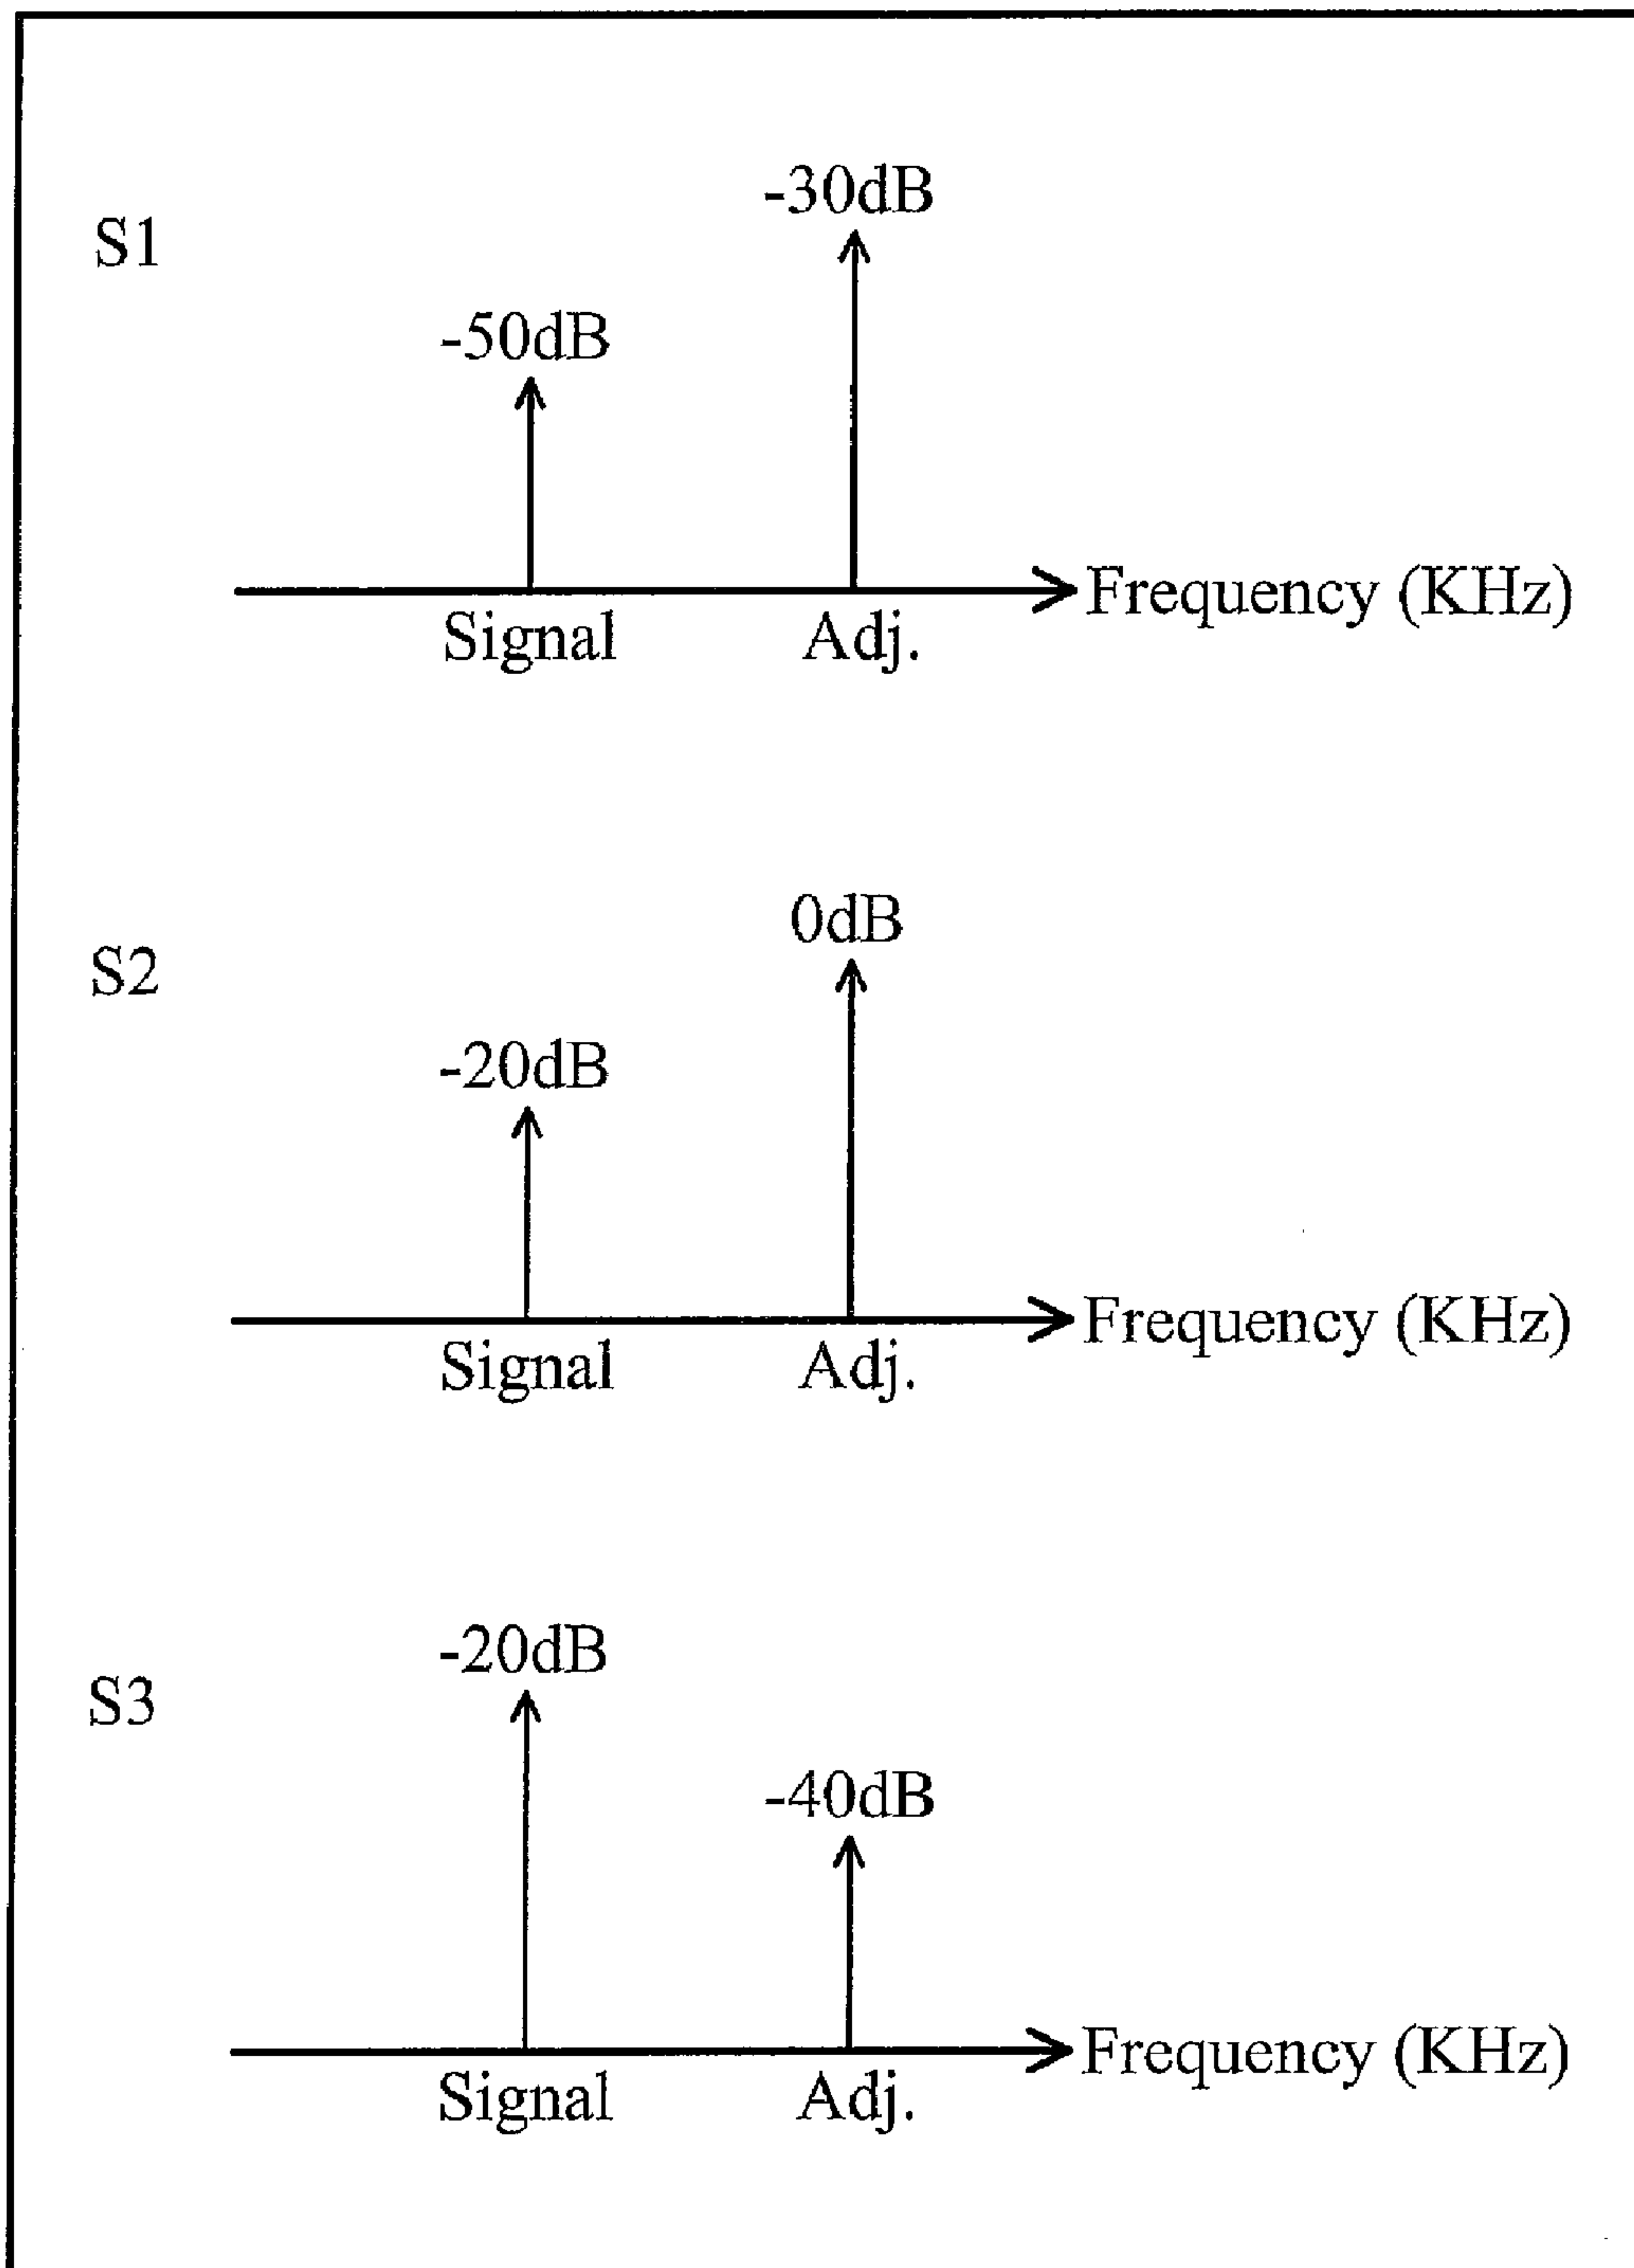 S1
-30dB
-50dB
Frequency (KHz)
Signal
Adj.
S2
0dB
-20dB
Frequency (KHz)
Signal
Adj.
S3
-20dB
-40dB
Frequency (KHz)
Signal
Adj.